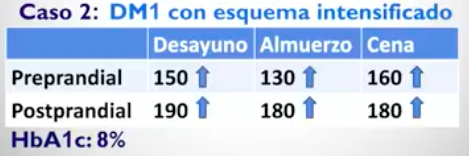 Caso 2: DM1 con esquema intensificado
Desayuno Almuerzo Cena
Preprandial 150 ⬆ 130 ⬆ 160 ⬆
Postprandial 190 ⬆ 180 ⬆ 180 ⬆
HbA1c: 8%